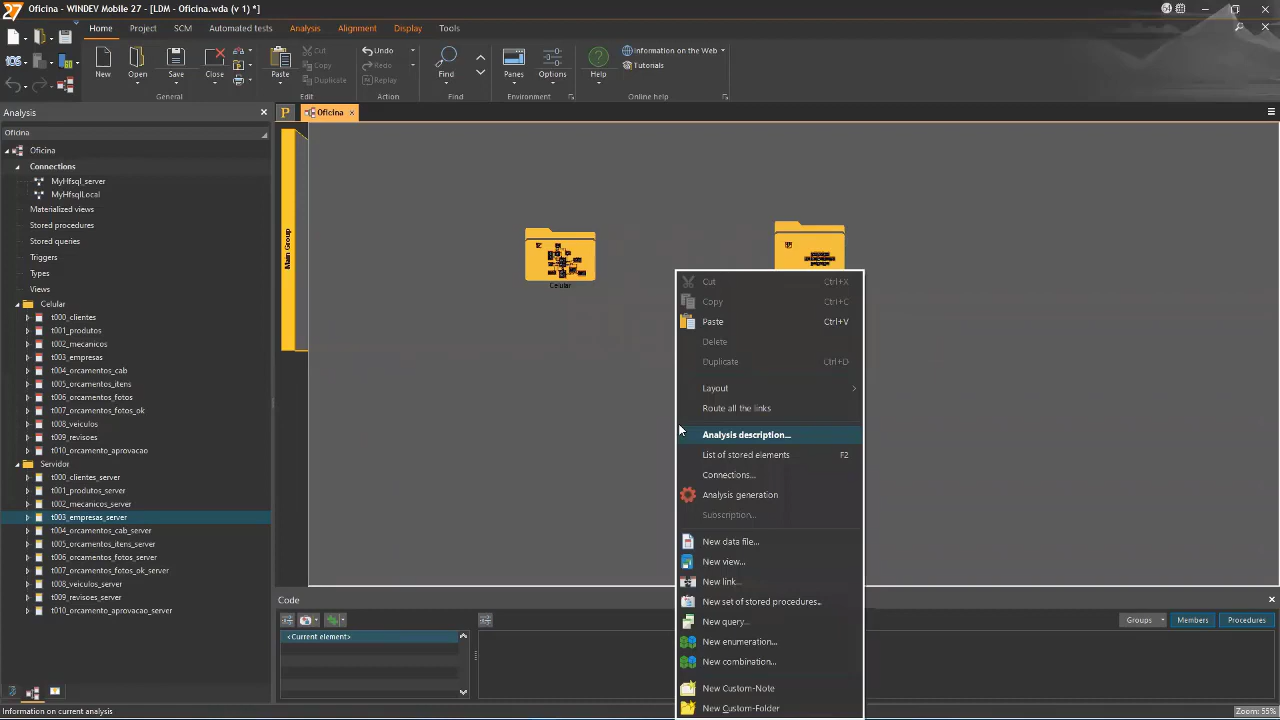 27 Oficina - WINDEV Mobile 27 - [LDM - Oficina.wda (v 1) *]
Home Project SCM Automated tests Analysis Alignment Display Tools
New Open Save Close Paste Cut Copy Duplicate Undo Redo Replay Find Panes Options Help Information on the Web Tutorials
General Edit Action Find Environment Online help
Analysis
P Oficina
Oficina
Oficina
Connections
MyHfsql_server
MyHfsqlLocal
Materialized views
Stored procedures
Stored queries
Triggers
Types
Views
Celular
t000_clientes
t001_produtos
t002_mecanicos
t003_empresas
t004_orcamentos_cab
t005_orcamentos_itens
t006_orcamentos_fotos
t007_orcamentos_fotos_ok
t008_veiculos
t009_revisoes
t010_orcamento_aprovacao
Servidor
t000_clientes_server
t001_produtos_server
t002_mecanicos_server
t003_empresas_server
t004_orcamentos_cab_server
t005_orcamentos_itens_server
t006_orcamentos_fotos_server
t007_orcamentos_fotos_ok_server
t008_veiculos_server
t009_revisoes_server
t010_orcamento_aprovacao_server
Main Group
Celular
Cut Ctrl+X
Copy Ctrl+C
Paste Ctrl+V
Delete
Duplicate Ctrl+D
Layout
Route all the links
Analysis description...
List of stored elements F2
Connections...
Analysis generation
Subscription...
New data file...
New view...
New link...
New set of stored procedures...
New query...
New enumeration...
New combination...
New Custom-Note
New Custom-Folder
Code
<Current element>
Groups Members Procedures
Information on current analysis
Zoom: 55%